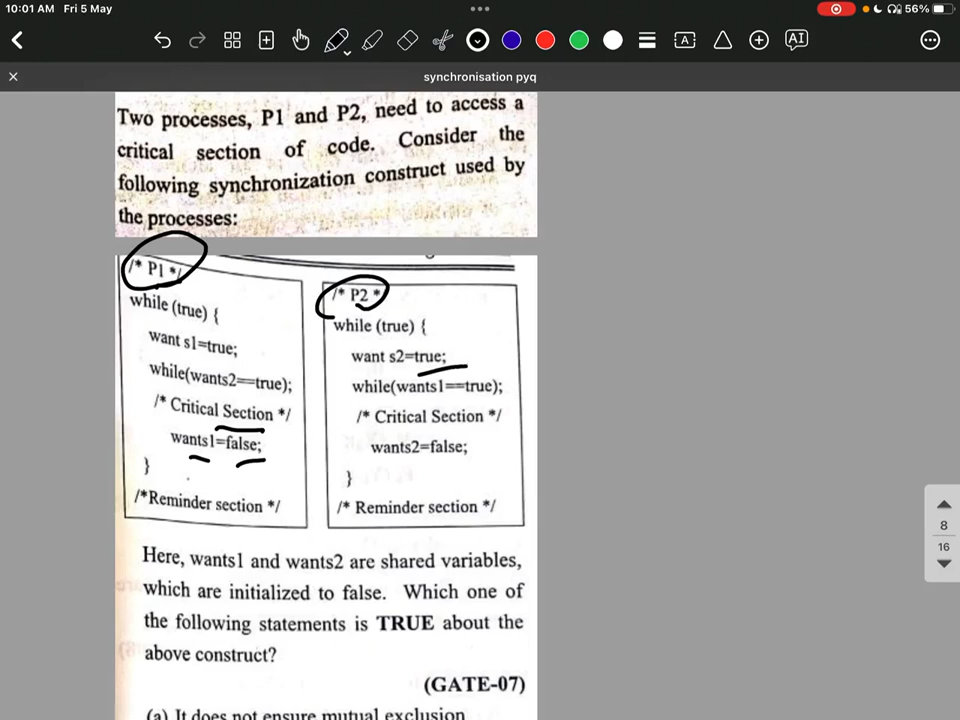 10:01 AM Fri 5 May
56%
AI
synchronisation pyq
Two processes, P1 and P2, need to access a
critical section of code. Consider the
following synchronization construct used by
the processes:
/* P1 */
while (true) {
want s1=true;
while(wants2==true);
/* Critical Section */
wants1=false;
}
/*Reminder section */
/* P2 *
while (true) {
want s2=true;
while(wants1==true);
/* Critical Section */
wants2=false;
}
/* Reminder section */
Here, wants1 and wants2 are shared variables,
which are initialized to false. Which one of
the following statements is TRUE about the
above construct?
(GATE-07)
(a) It does not ensure mutual exclusion
8
16